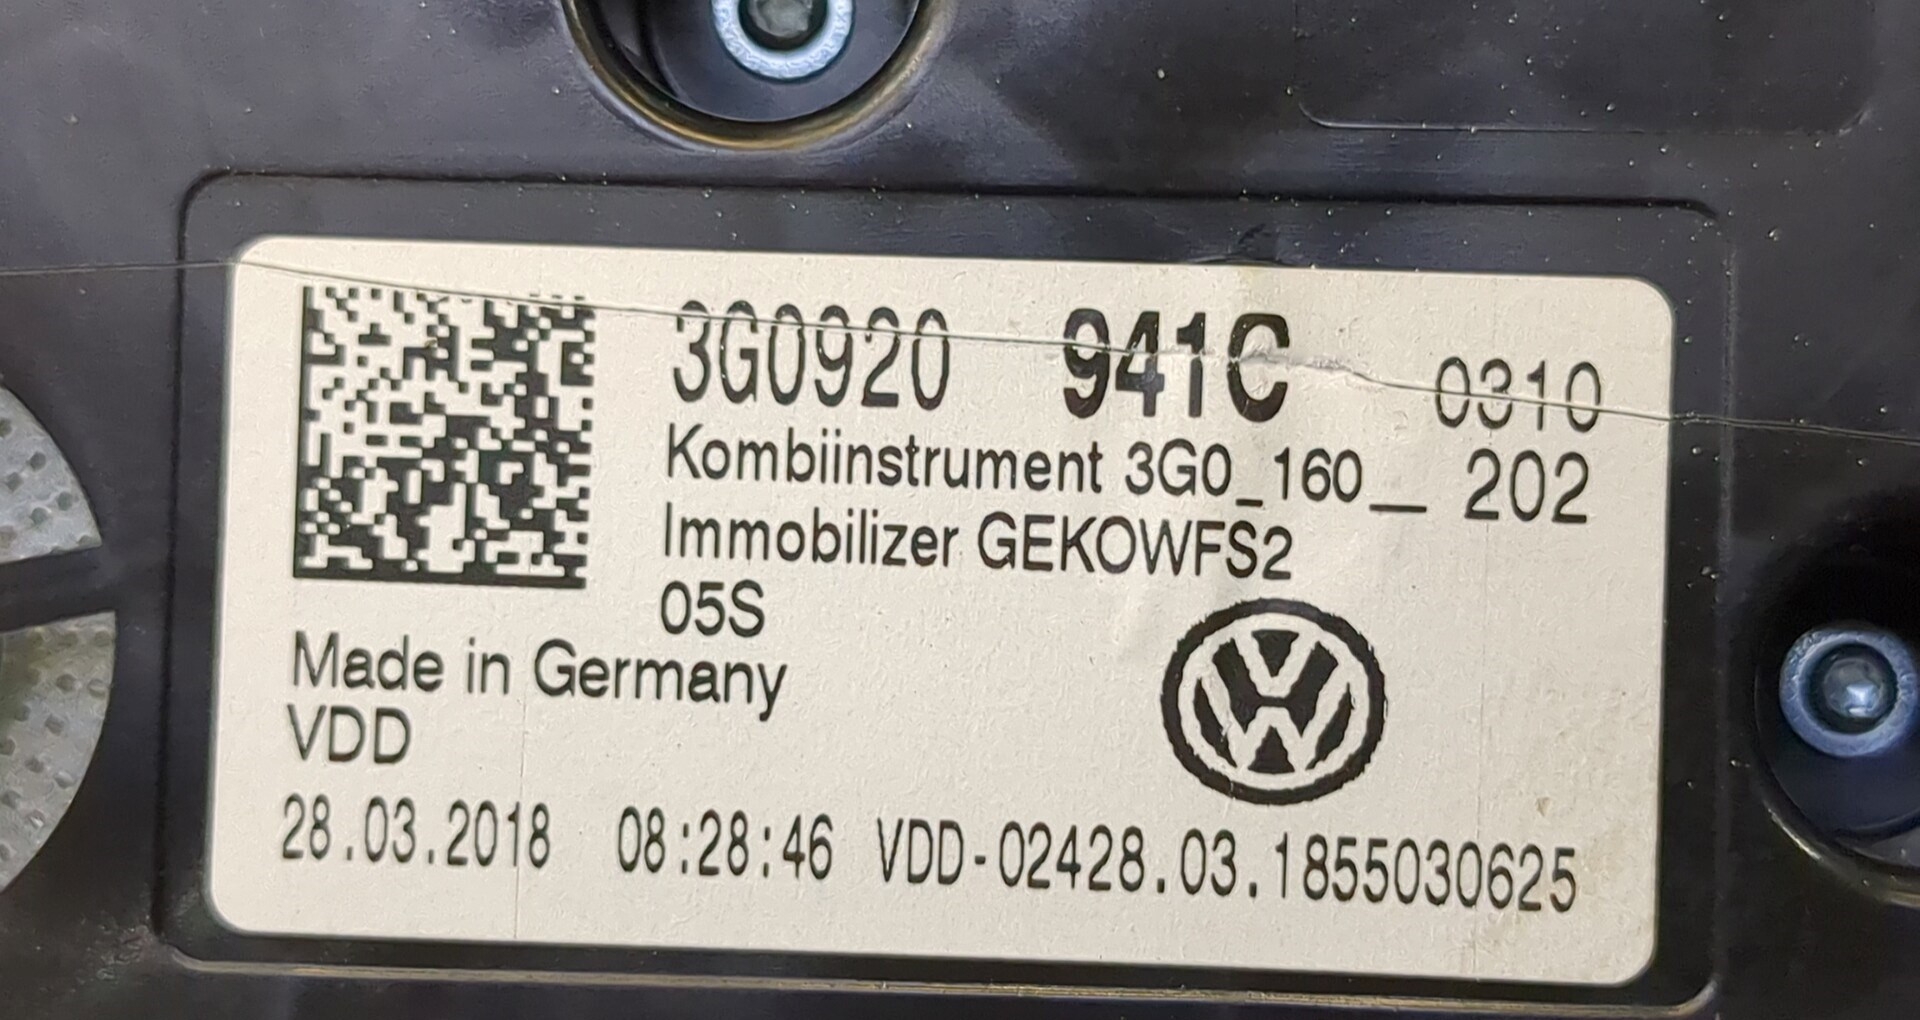 3G0920 941C 0310
Kombiinstrument 3G0_160__ 202
Immobilizer GEKOWFS2
05S
Made in Germany
VDD
28.03.2018 08:28:46 VDD-02428.03.1855030625